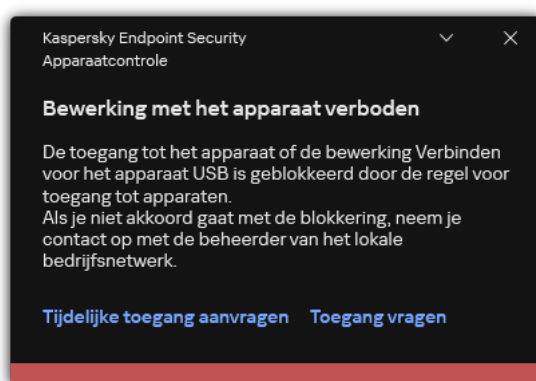 Kaspersky Endpoint Security
Apparaatcontrole
Bewerking met het apparaat verboden
De toegang tot het apparaat of de bewerking Verbinden
voor het apparaat USB is geblokkeerd door de regel voor
toegang tot apparaten.
Als je niet akkoord gaat met de blokkering, neem je
contact op met de beheerder van het lokale
bedrijfsnetwerk.
Tijdelijke toegang aanvragen Toegang vragen